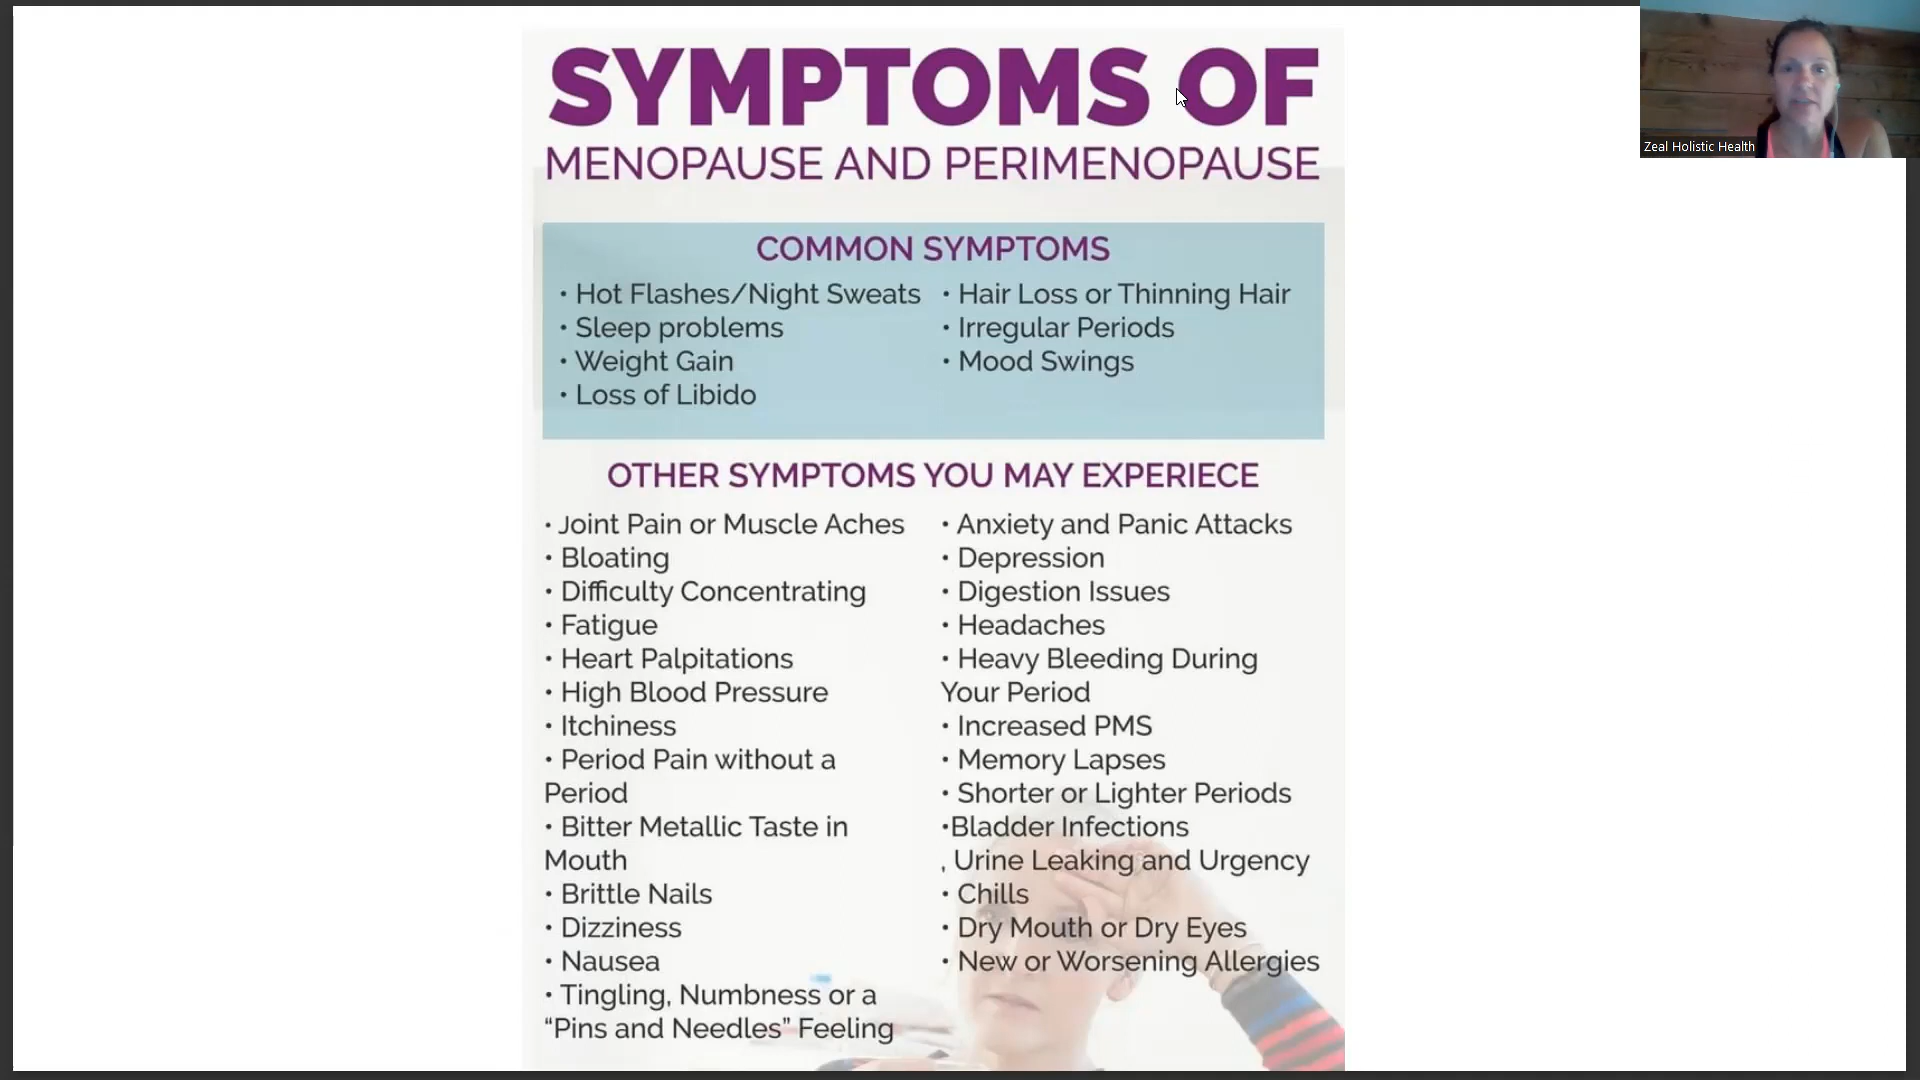 SYMPTOMS OF
MENOPAUSE AND PERIMENOPAUSE
COMMON SYMPTOMS
• Hot Flashes/Night Sweats
• Sleep problems
• Weight Gain
• Loss of Libido
• Hair Loss or Thinning Hair
• Irregular Periods
• Mood Swings
OTHER SYMPTOMS YOU MAY EXPERIECE
• Joint Pain or Muscle Aches
• Bloating
• Difficulty Concentrating
• Fatigue
• Heart Palpitations
• High Blood Pressure
• Itchiness
• Period Pain without a
Period
• Bitter Metallic Taste in
Mouth
• Brittle Nails
• Dizziness
• Nausea
• Tingling, Numbness or a
“Pins and Needles” Feeling
• Anxiety and Panic Attacks
• Depression
• Digestion Issues
• Headaches
• Heavy Bleeding During
Your Period
• Increased PMS
• Memory Lapses
• Shorter or Lighter Periods
•Bladder Infections
, Urine Leaking and Urgency
• Chills
• Dry Mouth or Dry Eyes
• New or Worsening Allergies
Zeal Holistic Health